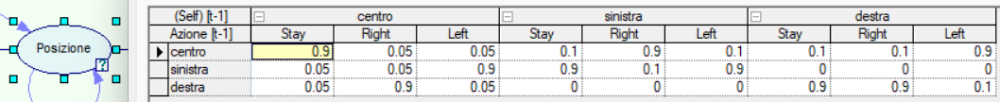 Posizione
?
(Self) [t-1] centro sinistra destra
Azione [t-1] Stay Right Left Stay Right Left Stay Right Left
centro 0.9 0.05 0.05 0.1 0.9 0.1 0.1 0.1 0.9
sinistra 0.05 0.05 0.9 0.9 0.1 0.9 0 0 0
destra 0.05 0.9 0.05 0 0 0 0.9 0.9 0.1